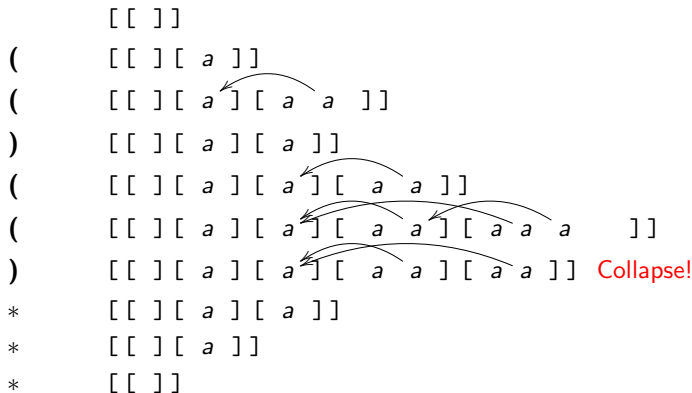 [[ ]]
( [[ ][ a ]]
( [[ ][ a ][ a a ]]
) [[ ][ a ][ a ]]
( [[ ][ a ][ a ][ a a ]]
( [[ ][ a ][ a ][ a a ][ a a a ]]
) [[ ][ a ][ a ][ a a ][ a a ]] Collapse!
* [[ ][ a ][ a ]]
* [[ ][ a ]]
* [[ ]]